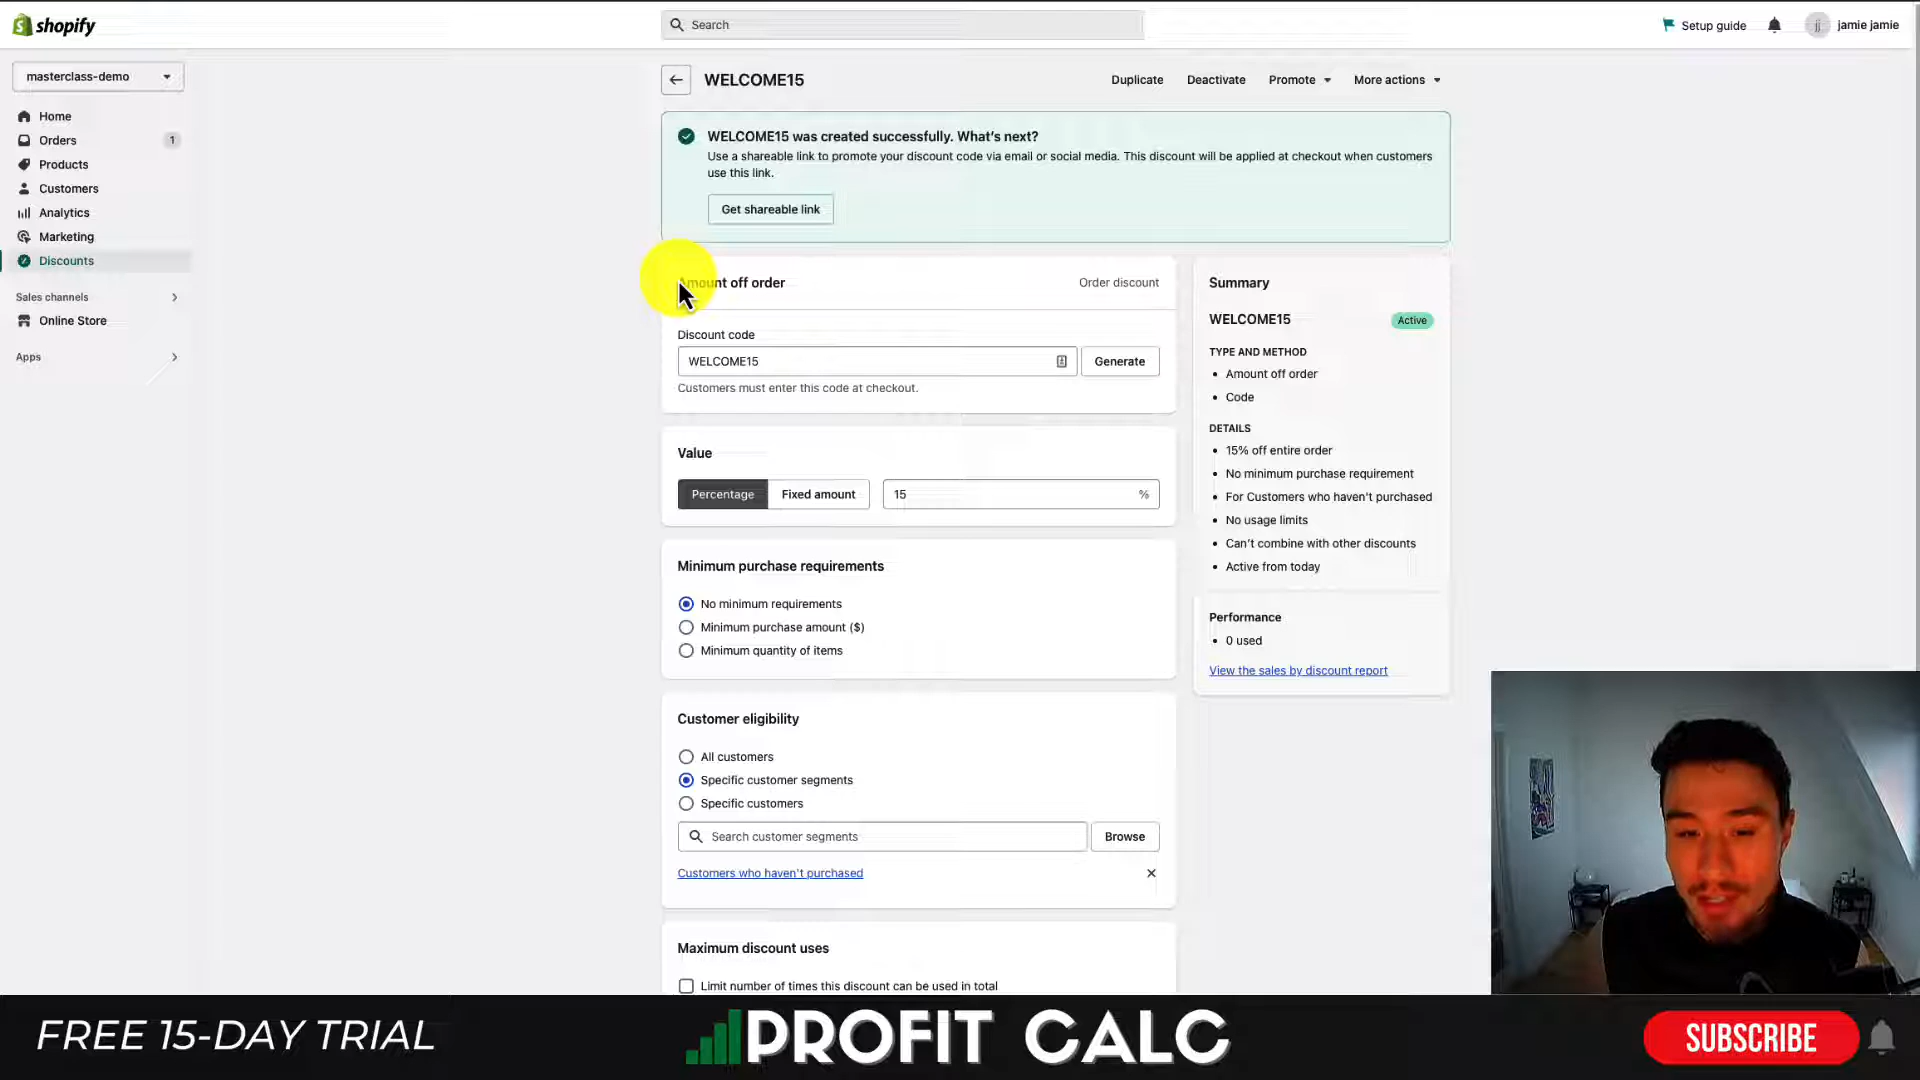 shopify
Search
Setup guide
jj
jamie jamie
masterclass-demo
Home
Orders
1
Products
Customers
Analytics
Marketing
Discounts
Sales channels
Online Store
Apps
WELCOME15
Duplicate
Deactivate
Promote
More actions
WELCOME15 was created successfully. What's next?
Use a shareable link to promote your discount code via email or social media. This discount will be applied at checkout when customers
use this link.
Get shareable link
Amount off order
Order discount
Discount code
WELCOME15
Generate
Customers must enter this code at checkout.
Value
Percentage
Fixed amount
15
%
Minimum purchase requirements
No minimum requirements
Minimum purchase amount ($)
Minimum quantity of items
Customer eligibility
All customers
Specific customer segments
Specific customers
Search customer segments
Browse
Customers who haven't purchased
Maximum discount uses
Limit number of times this discount can be used in total
Summary
WELCOME15
Active
TYPE AND METHOD
Amount off order
Code
DETAILS
15% off entire order
No minimum purchase requirement
For Customers who haven't purchased
No usage limits
Can't combine with other discounts
Active from today
Performance
0 used
View the sales by discount report
FREE 15-DAY TRIAL
PROFIT CALC
SUBSCRIBE